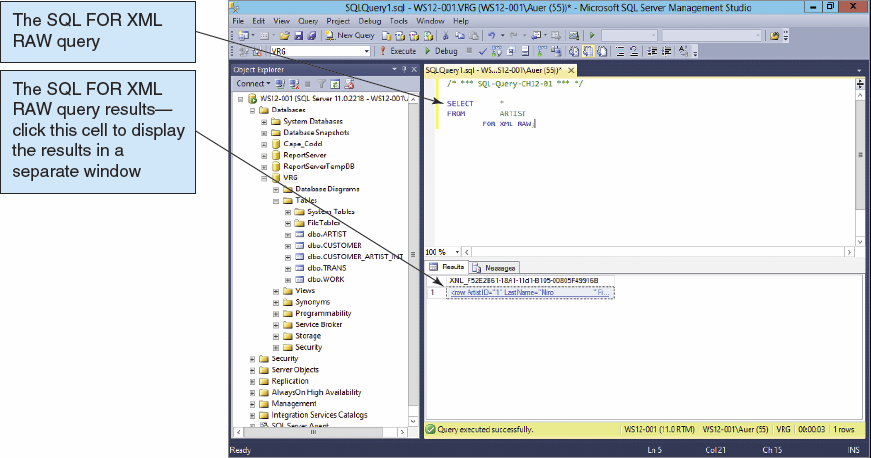 The SQL FOR XML
RAW query
The SQL FOR XML
RAW query results—
click this cell to display
the results in a
separate window
SQLQuery1.sql - WS12-001.VRG (WS12-001\Auer (55))* - Microsoft SQL Server Management Studio
File Edit View Query Project Debug Tools Window Help
New Query
VRG
Execute Debug
Object Explorer
Connect
WS12-001 (SQL Server 11.0.2218 - WS12-001\
Databases
System Databases
Database Snapshots
Cape_Codd
ReportServer
ReportServerTempDB
VRG
Database Diagrams
Tables
System Tables
FileTables
dbo.ARTIST
dbo.CUSTOMER
dbo.CUSTOMER_ARTIST_INT
dbo.TRANS
dbo.WORK
Views
Synonyms
Programmability
Service Broker
Storage
Security
Security
Server Objects
Replication
AlwaysOn High Availability
Management
Integration Services Catalogs
SQL Server Agent
SQLQuery1.sql - WS...S12-001\Auer (55))*
/* *** SQL-Query-CH12-01 *** */
SELECT *
FROM ARTIST
FOR XML RAW;
100 %
Results Messages
XML_F52E2B61-18A1-11d1-B105-00805F49916B
1 <row ArtistID="1" LastName="Miro " Fi...
Query executed successfully. WS12-001 (11.0 RTM) WS12-001\Auer (55) VRG 00:00:03 1 rows
Ready Ln 5 Col 21 Ch 15 INS